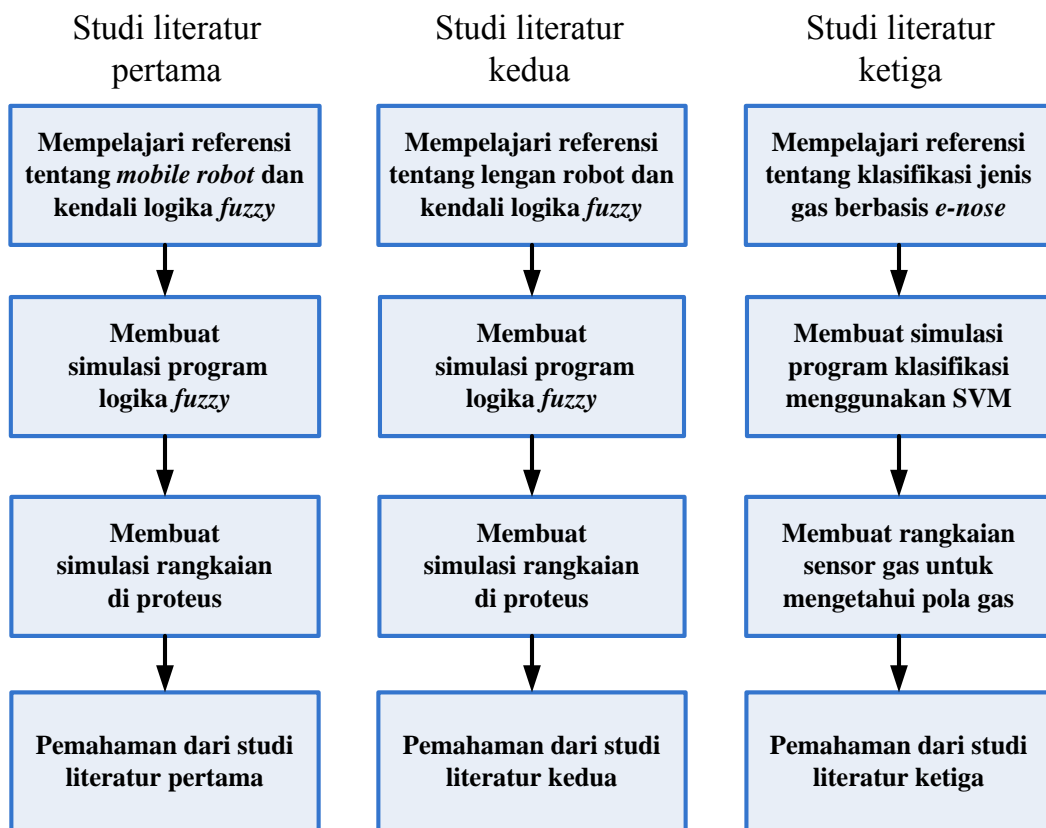 Studi literatur
pertama
Mempelajari referensi
tentang mobile robot dan
kendali logika fuzzy
Membuat
simulasi program
logika fuzzy
Membuat
simulasi rangkaian
di proteus
Pemahaman dari studi
literatur pertama
Studi literatur
kedua
Mempelajari referensi
tentang lengan robot dan
kendali logika fuzzy
Membuat
simulasi program
logika fuzzy
Membuat
simulasi rangkaian
di proteus
Pemahaman dari studi
literatur kedua
Studi literatur
ketiga
Mempelajari referensi
tentang klasifikasi jenis
gas berbasis e-nose
Membuat simulasi
program klasifikasi
menggunakan SVM
Membuat rangkaian
sensor gas untuk
mengetahui pola gas
Pemahaman dari studi
literatur ketiga